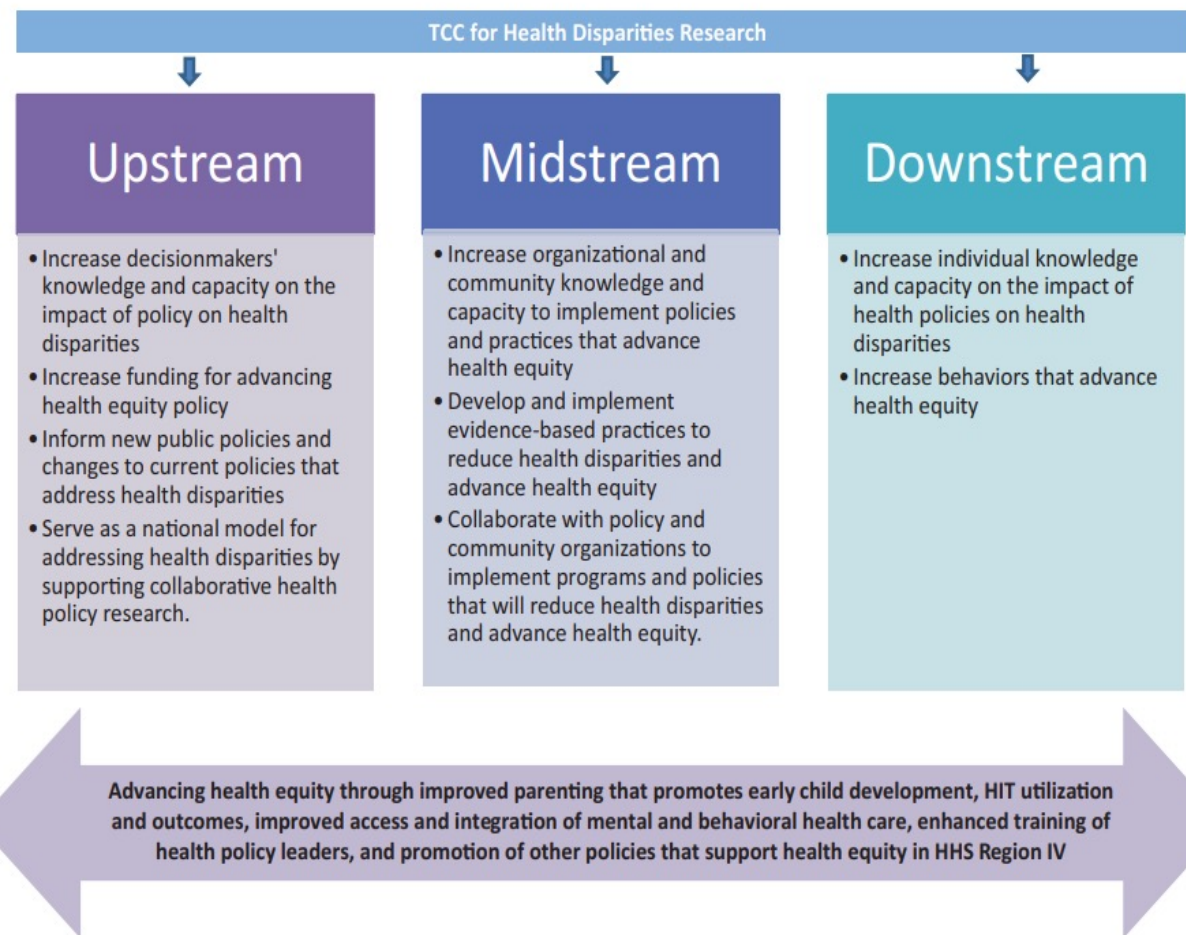 TCC for Health Disparities Research
Upstream
• Increase decisionmakers'
knowledge and capacity on the
impact of policy on health
disparities
• Increase funding for advancing
health equity policy
• Inform new public policies and
changes to current policies that
address health disparities
• Serve as a national model for
addressing health disparities by
supporting collaborative health
policy research.
Midstream
• Increase organizational and
community knowledge and
capacity to implement policies
and practices that advance
health equity
• Develop and implement
evidence-based practices to
reduce health disparities and
advance health equity
• Collaborate with policy and
community organizations to
implement programs and policies
that will reduce health disparities
and advance health equity.
Downstream
• Increase individual knowledge
and capacity on the impact of
health policies on health
disparities
• Increase behaviors that advance
health equity
Advancing health equity through improved parenting that promotes early child development, HIT utilization
and outcomes, improved access and integration of mental and behavioral health care, enhanced training of
health policy leaders, and promotion of other policies that support health equity in HHS Region IV